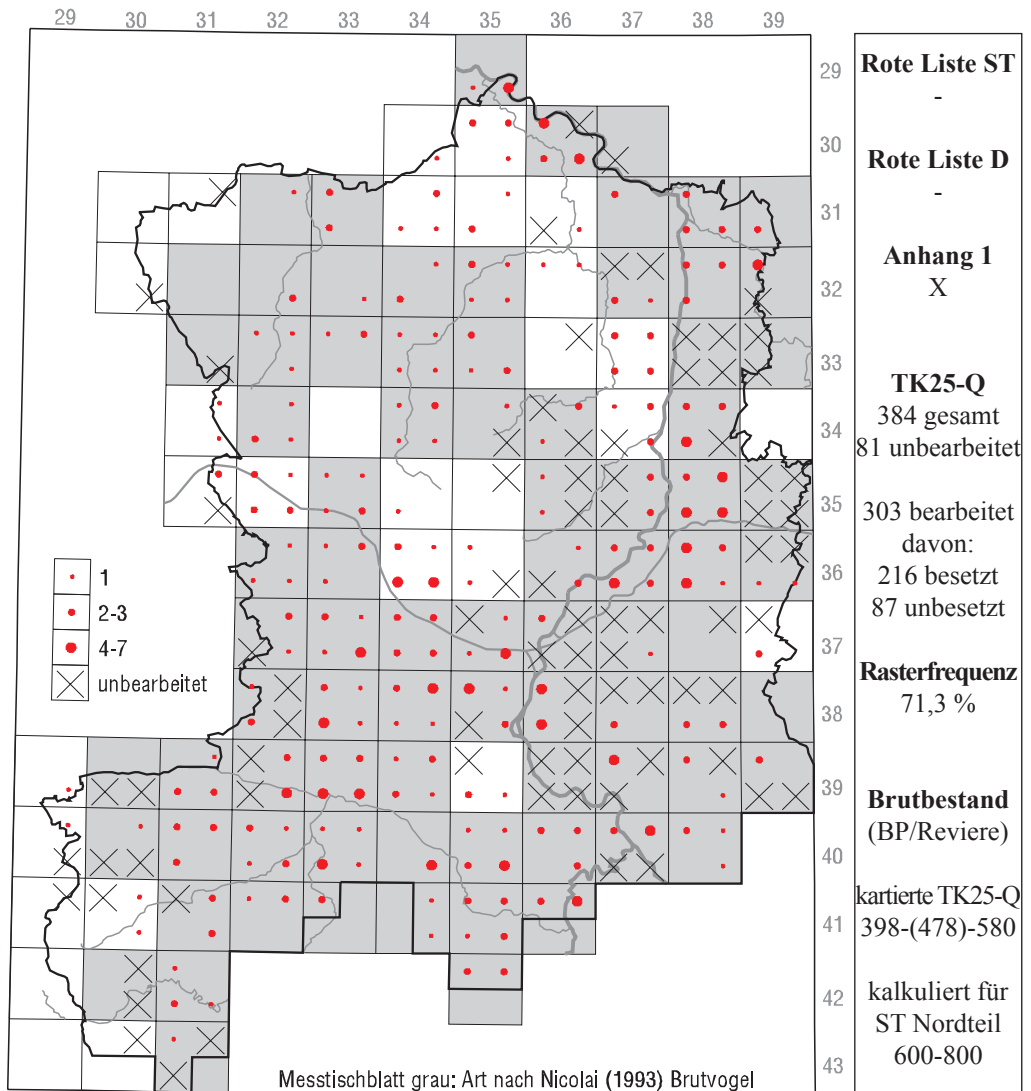 29 30 31 32 33 34 35 36 37 38 39
29
30
31
32
33
34
35
36
37
38
39
40
41
42
43
1
2-3
4-7
unbearbeitet
Messtischblatt grau: Art nach Nicolai (1993) Brutvogel
Rote Liste ST
-
Rote Liste D
-
Anhang 1
X
TK25-Q
384 gesamt
81 unbearbeitet
303 bearbeitet
davon:
216 besetzt
87 unbesetzt
Rasterfrequenz
71,3 %
Brutbestand
(BP/Reviere)
kartierte TK25-Q
398-(478)-580
kalkuliert für
ST Nordteil
600-800